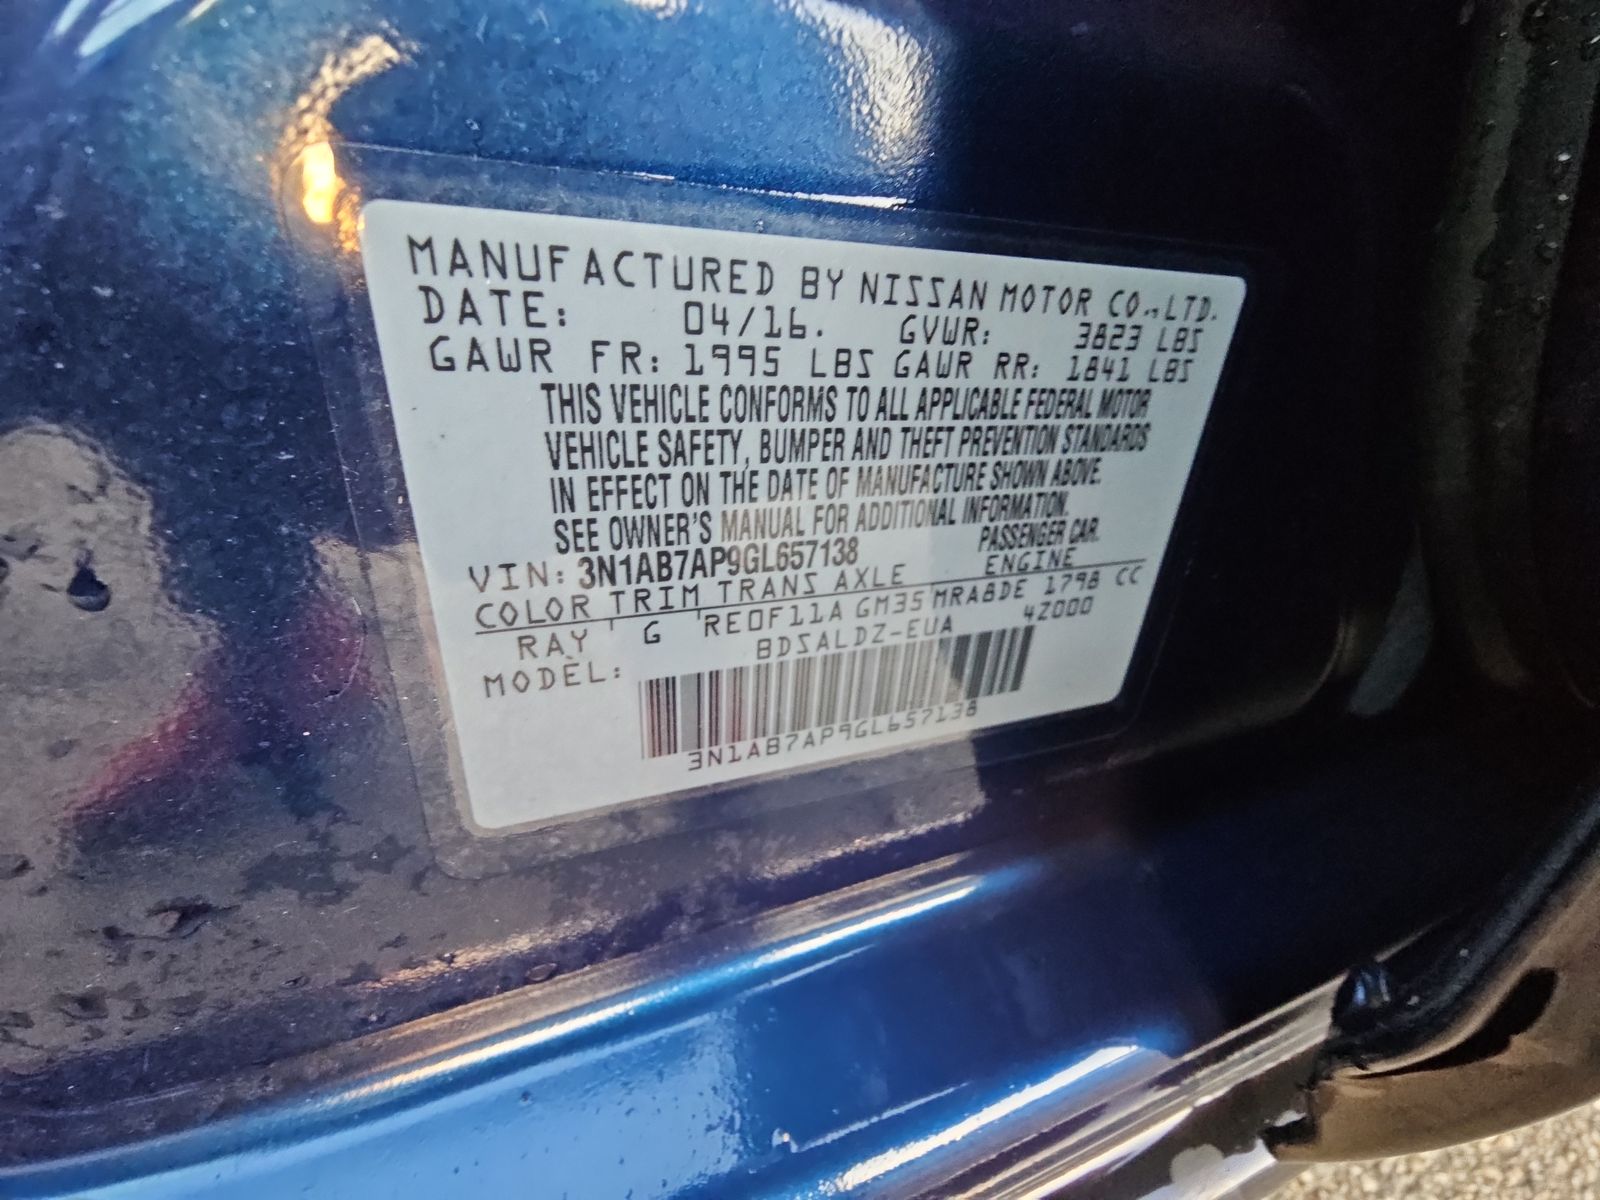 MANUFACTURED BY NISSAN MOTOR CO.,LTD.
DATE: 04/16. GVWR: 3823 LBS
GAWR FR: 1995 LBS GAWR RR: 1841 LBS
THIS VEHICLE CONFORMS TO ALL APPLICABLE FEDERAL MOTOR
VEHICLE SAFETY, BUMPER AND THEFT PREVENTION STANDARDS
IN EFFECT ON THE DATE OF MANUFACTURE SHOWN ABOVE.
SEE OWNER'S MANUAL FOR ADDITIONAL INFORMATION.
VIN: 3N1AB7AP9GL657138 PASSENGER CAR.
COLOR TRIM TRANS AXLE ENGINE
RAY G RE0F11A GM35 MRA8DE 1798 CC
MODEL: BDSALDZ-EUA 4Z000
3N1AB7AP9GL657138